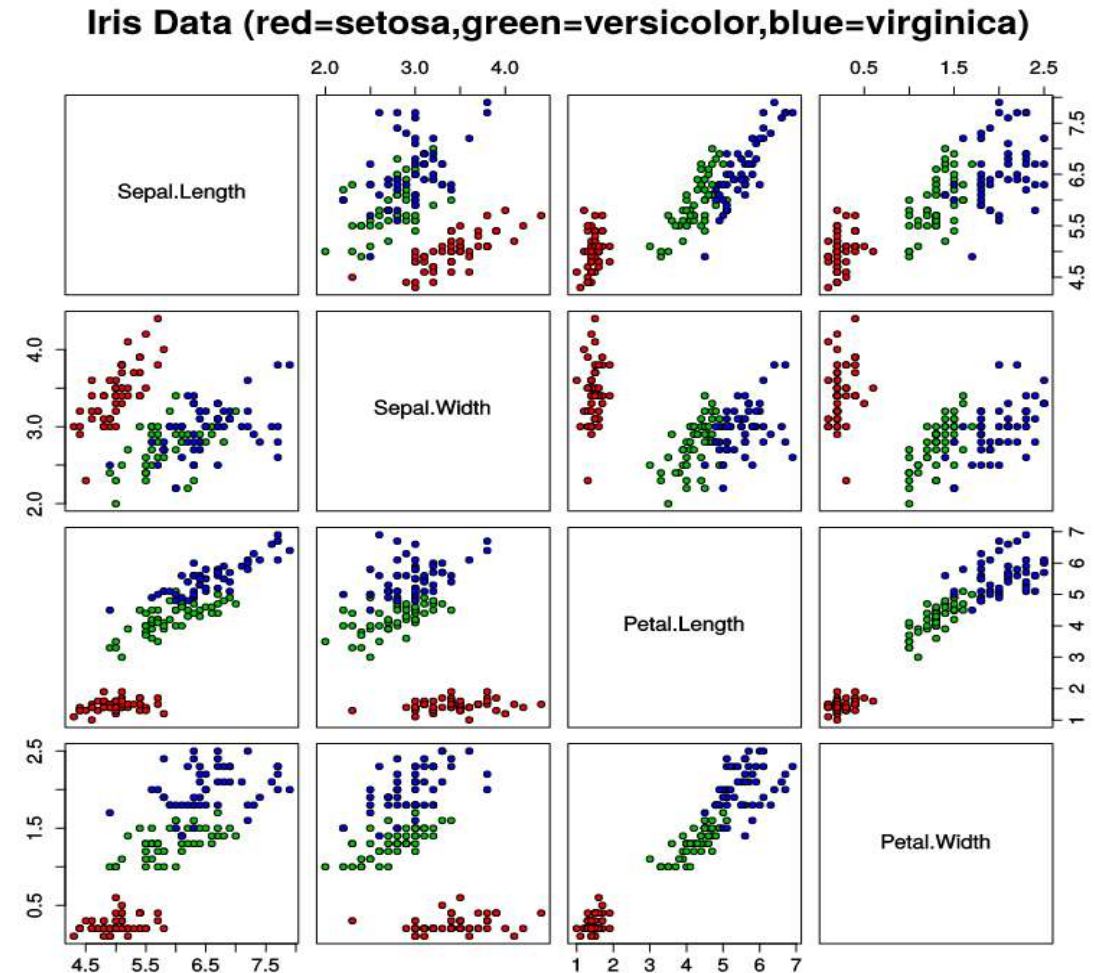 Iris Data (red=setosa,green=versicolor,blue=virginica)
2.0 3.0 4.0
0.5 1.5 2.5
Sepal.Length
4.5 5.5 6.5 7.5
2.0 3.0 4.0
Sepal.Width
Petal.Length
1 2 3 4 5 6 7
0.5 1.5 2.5
Petal.Width
4.5 5.5 6.5 7.5
1 2 3 4 5 6 7